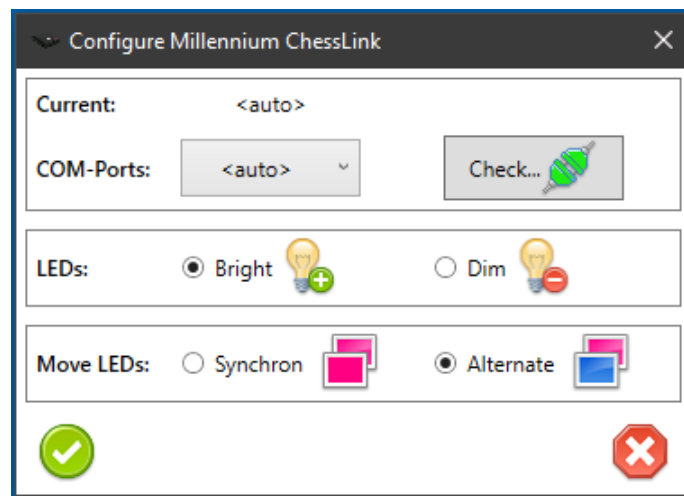 Configure Millennium ChessLink
Current: <auto>
COM-Ports: <auto> Check...
LEDs: Bright Dim
Move LEDs: Synchron Alternate